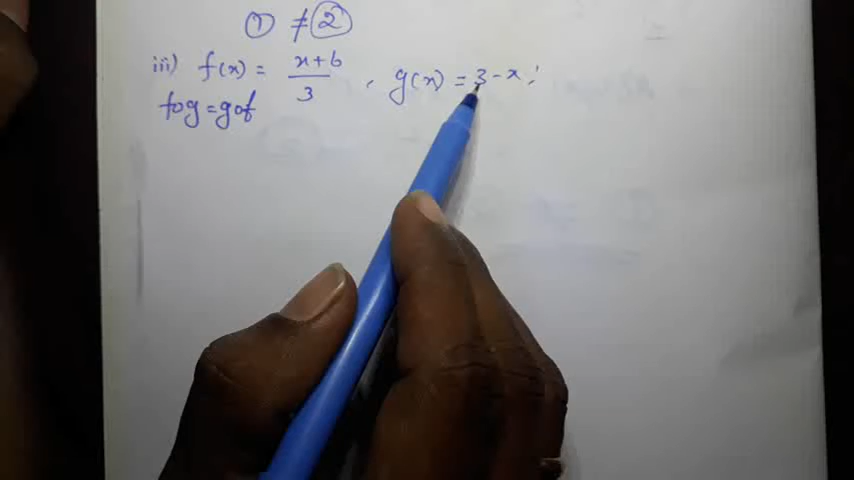 ① ≠ ②
iii) f(x) = x+6/3 , g(x) = 3-x ;
fog = gof